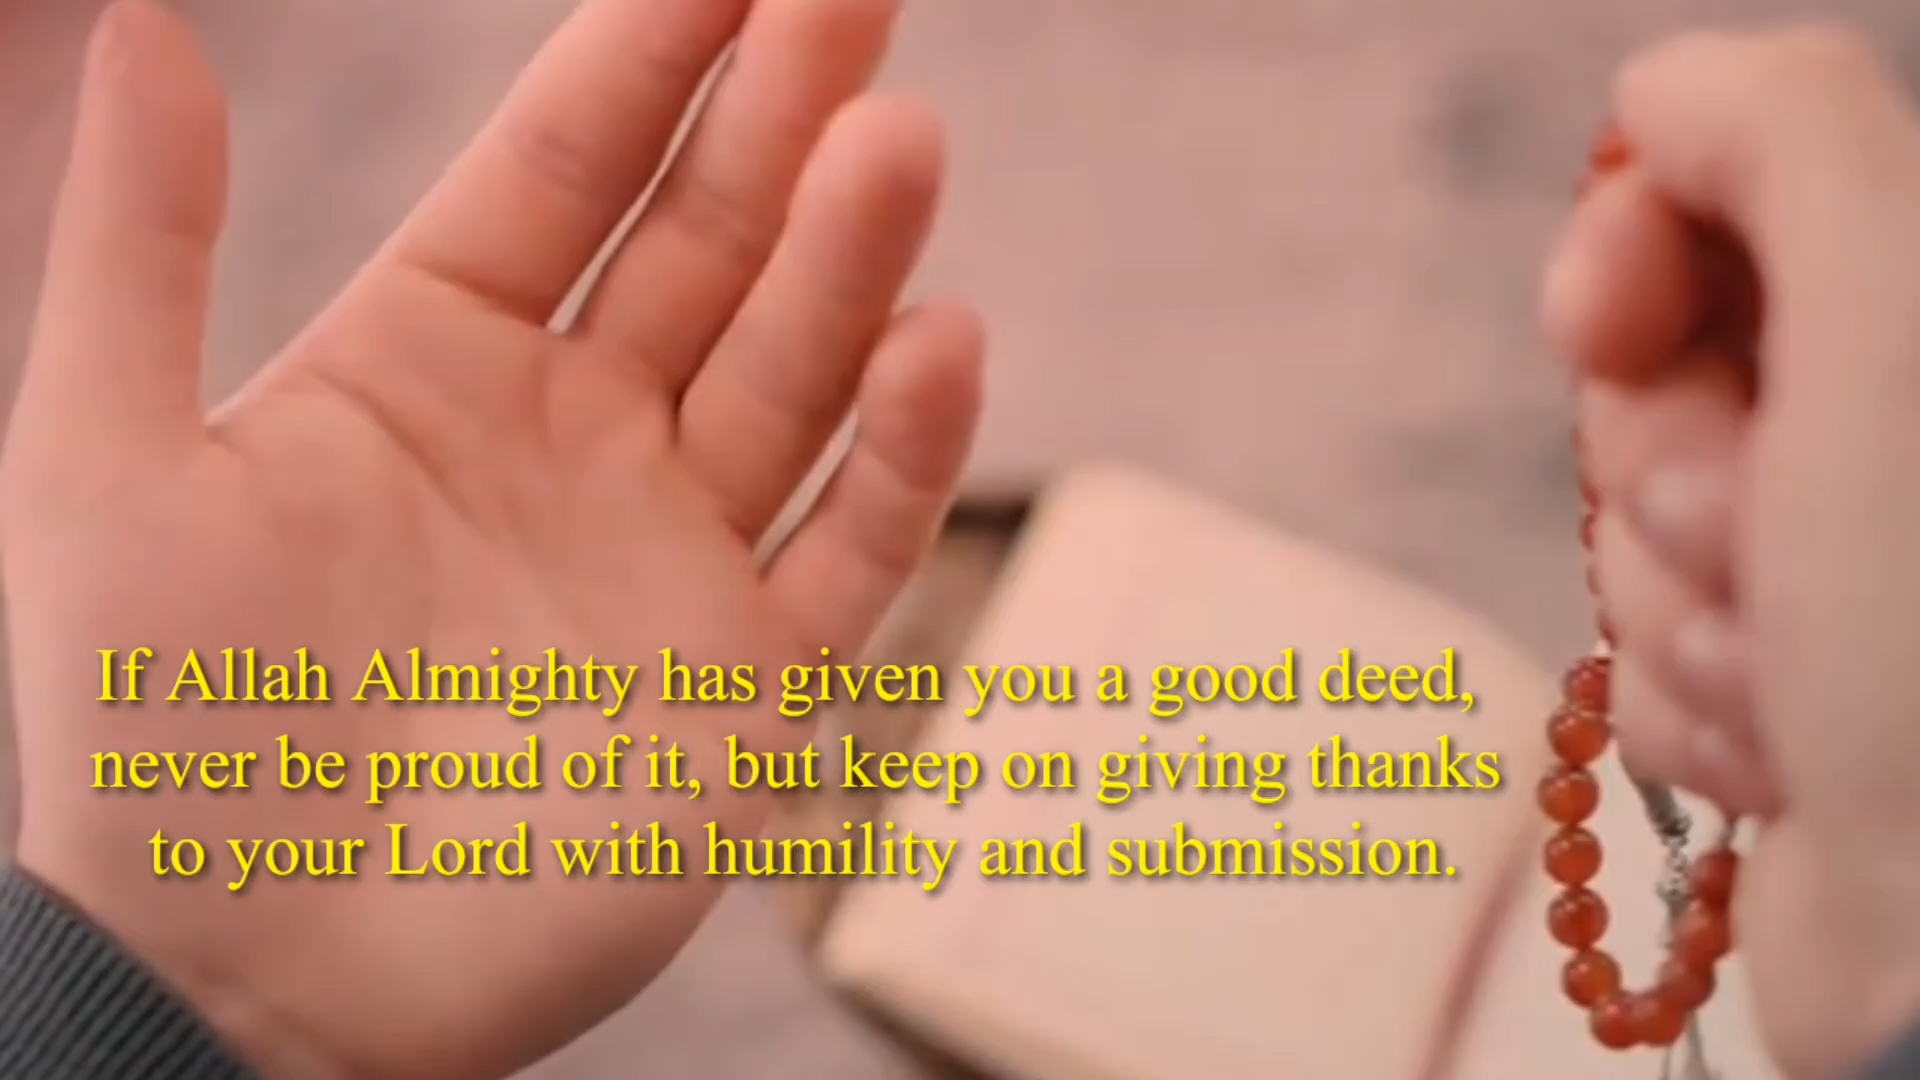 If Allah Almighty has given you a good deed,
never be proud of it, but keep on giving thanks
to your Lord with humility and submission.